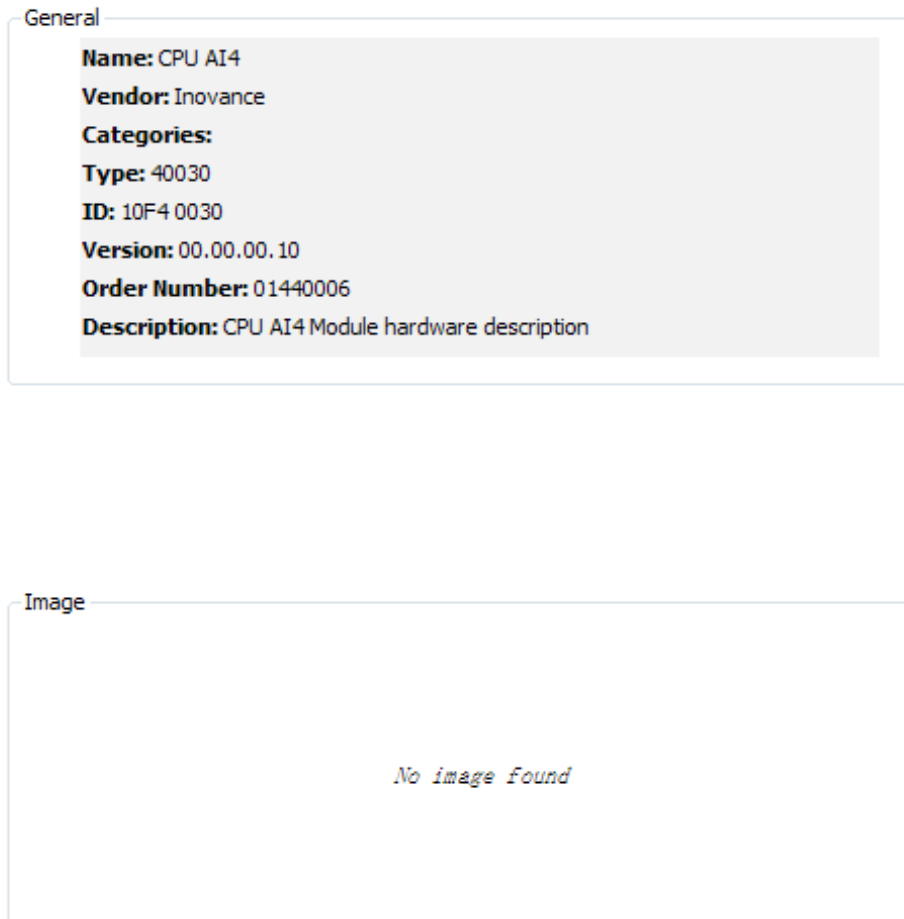 General
Name: CPU AI4
Vendor: Inovance
Categories:
Type: 40030
ID: 10F4 0030
Version: 00.00.00.10
Order Number: 01440006
Description: CPU AI4 Module hardware description
Image
No image found